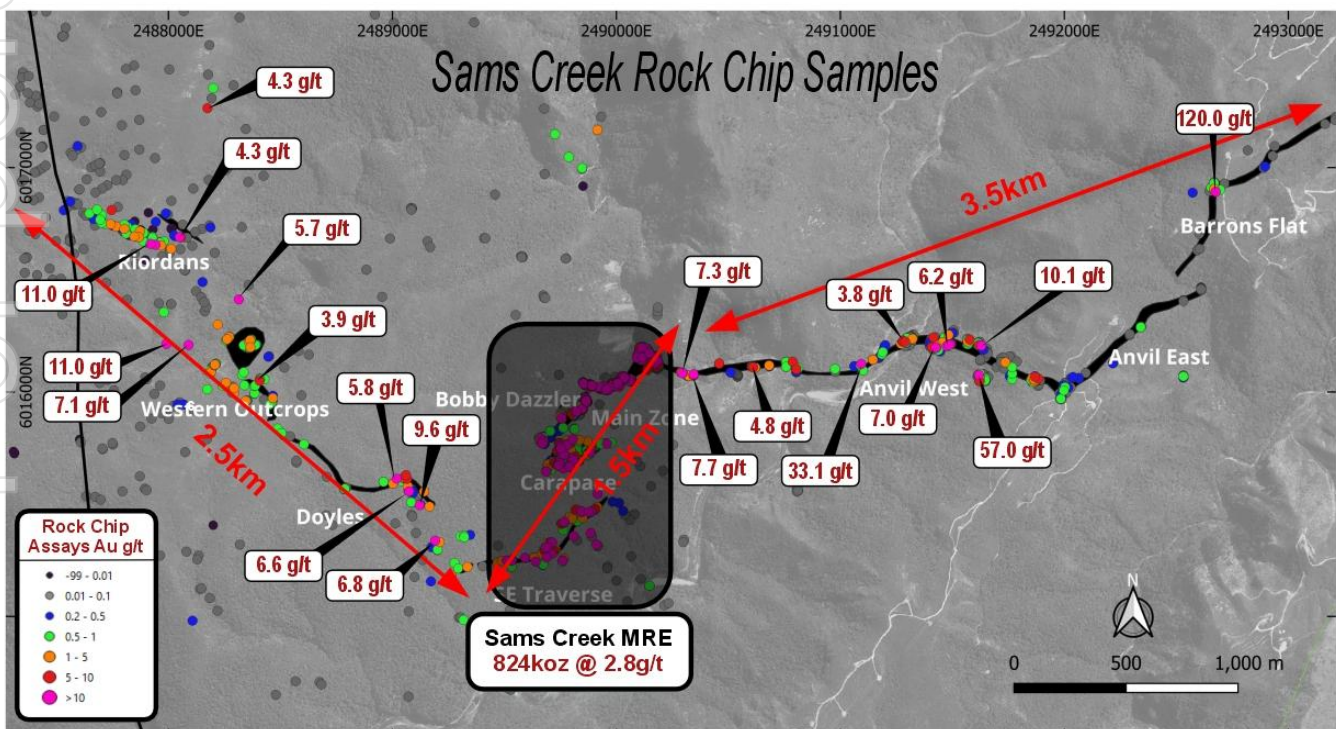 2488000E
2489000E
2490000E
2491000E
2492000E
2493000E
Sams Creek Rock Chip Samples
6017000N
6016000N
4.3 g/t
4.3 g/t
5.7 g/t
Riordans
11.0 g/t
3.9 g/t
11.0 g/t
7.1 g/t
Western Outcrops
2.5km
5.8 g/t
9.6 g/t
Doyles
6.6 g/t
6.8 g/t
Bobby Dazzler
Main Zone
Carapace
1.5km
SE Traverse
Sams Creek MRE
824koz @ 2.8g/t
7.3 g/t
7.7 g/t
4.8 g/t
33.1 g/t
3.8 g/t
6.2 g/t
10.1 g/t
Anvil West
7.0 g/t
57.0 g/t
Anvil East
3.5km
120.0 g/t
Barrons Flat
Rock Chip
Assays Au g/t
-99 - 0.01
0.01 - 0.1
0.2 - 0.5
0.5 - 1
1 - 5
5 - 10
>10
N
0 500 1,000 m